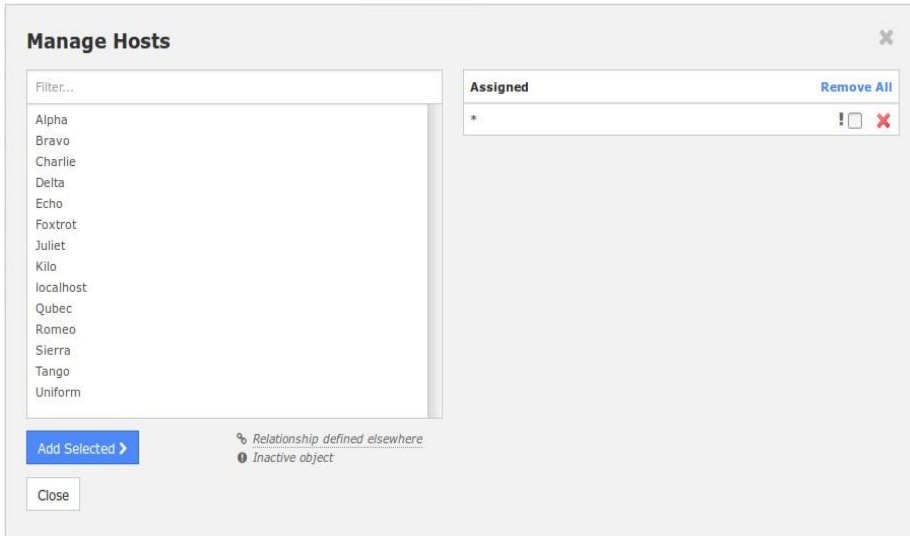 Manage Hosts
Filter...
Alpha
Bravo
Charlie
Delta
Echo
Foxtrot
Juliet
Kilo
localhost
Qubec
Romeo
Sierra
Tango
Uniform
Assigned Remove All
* !
Add Selected
Relationship defined elsewhere
Inactive object
Close